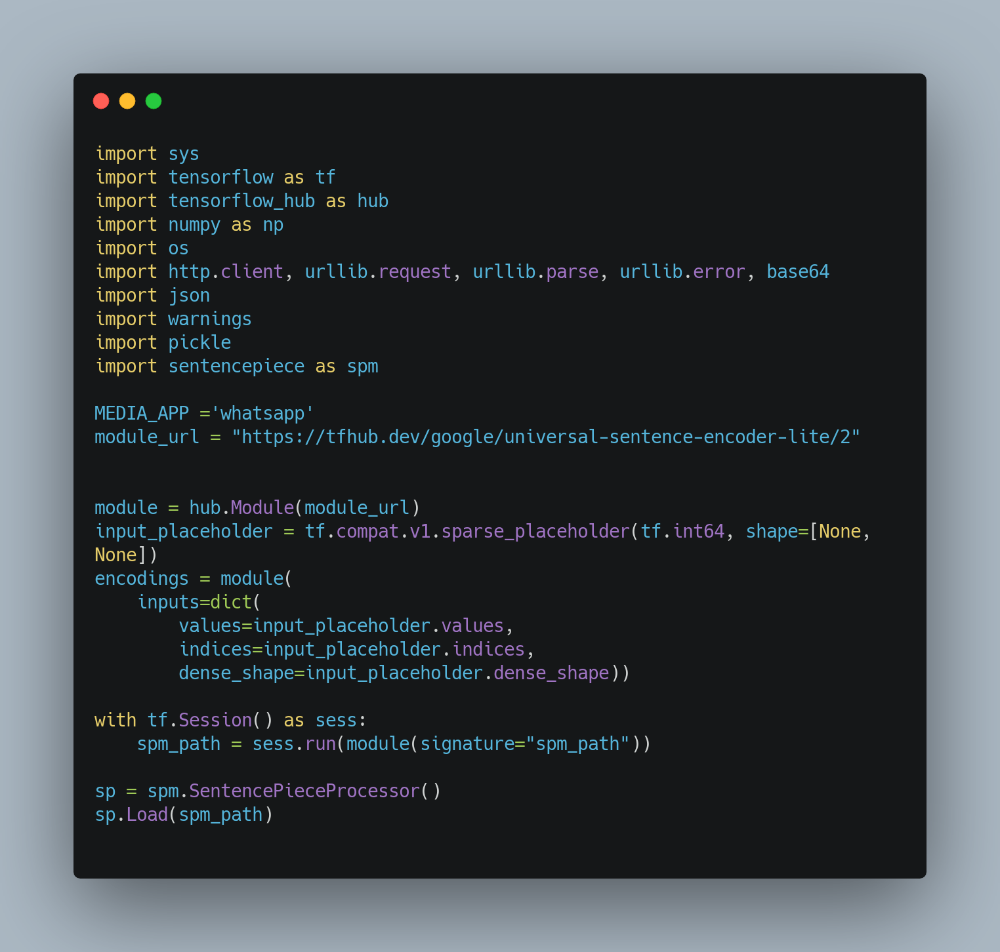 import sys
import tensorflow as tf
import tensorflow_hub as hub
import numpy as np
import os
import http.client, urllib.request, urllib.parse, urllib.error, base64
import json
import warnings
import pickle
import sentencepiece as spm

MEDIA_APP ='whatsapp'
module_url = "https://tfhub.dev/google/universal-sentence-encoder-lite/2"


module = hub.Module(module_url)
input_placeholder = tf.compat.v1.sparse_placeholder(tf.int64, shape=[None,
None])
encodings = module(
    inputs=dict(
        values=input_placeholder.values,
        indices=input_placeholder.indices,
        dense_shape=input_placeholder.dense_shape))

with tf.Session() as sess:
    spm_path = sess.run(module(signature="spm_path"))

sp = spm.SentencePieceProcessor()
sp.Load(spm_path)